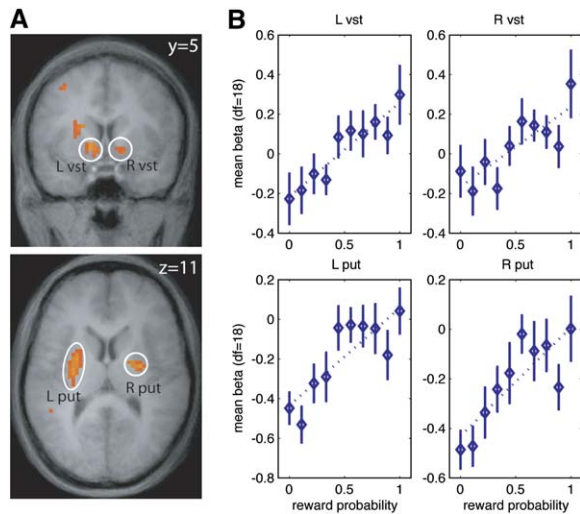 A
y=5
L vst
R vst
z=11
L put
R put
B
L vst
R vst
mean beta (df=18)
0.6
0.4
0.2
0
-0.2
-0.4
0
0.5
1
0.6
0.4
0.2
0
-0.2
-0.4
0
0.5
1
L put
R put
mean beta (df=18)
0.2
0
-0.2
-0.4
-0.6
-0.8
0
0.5
1
reward probability
0.2
0
-0.2
-0.4
-0.6
0
0.5
1
reward probability